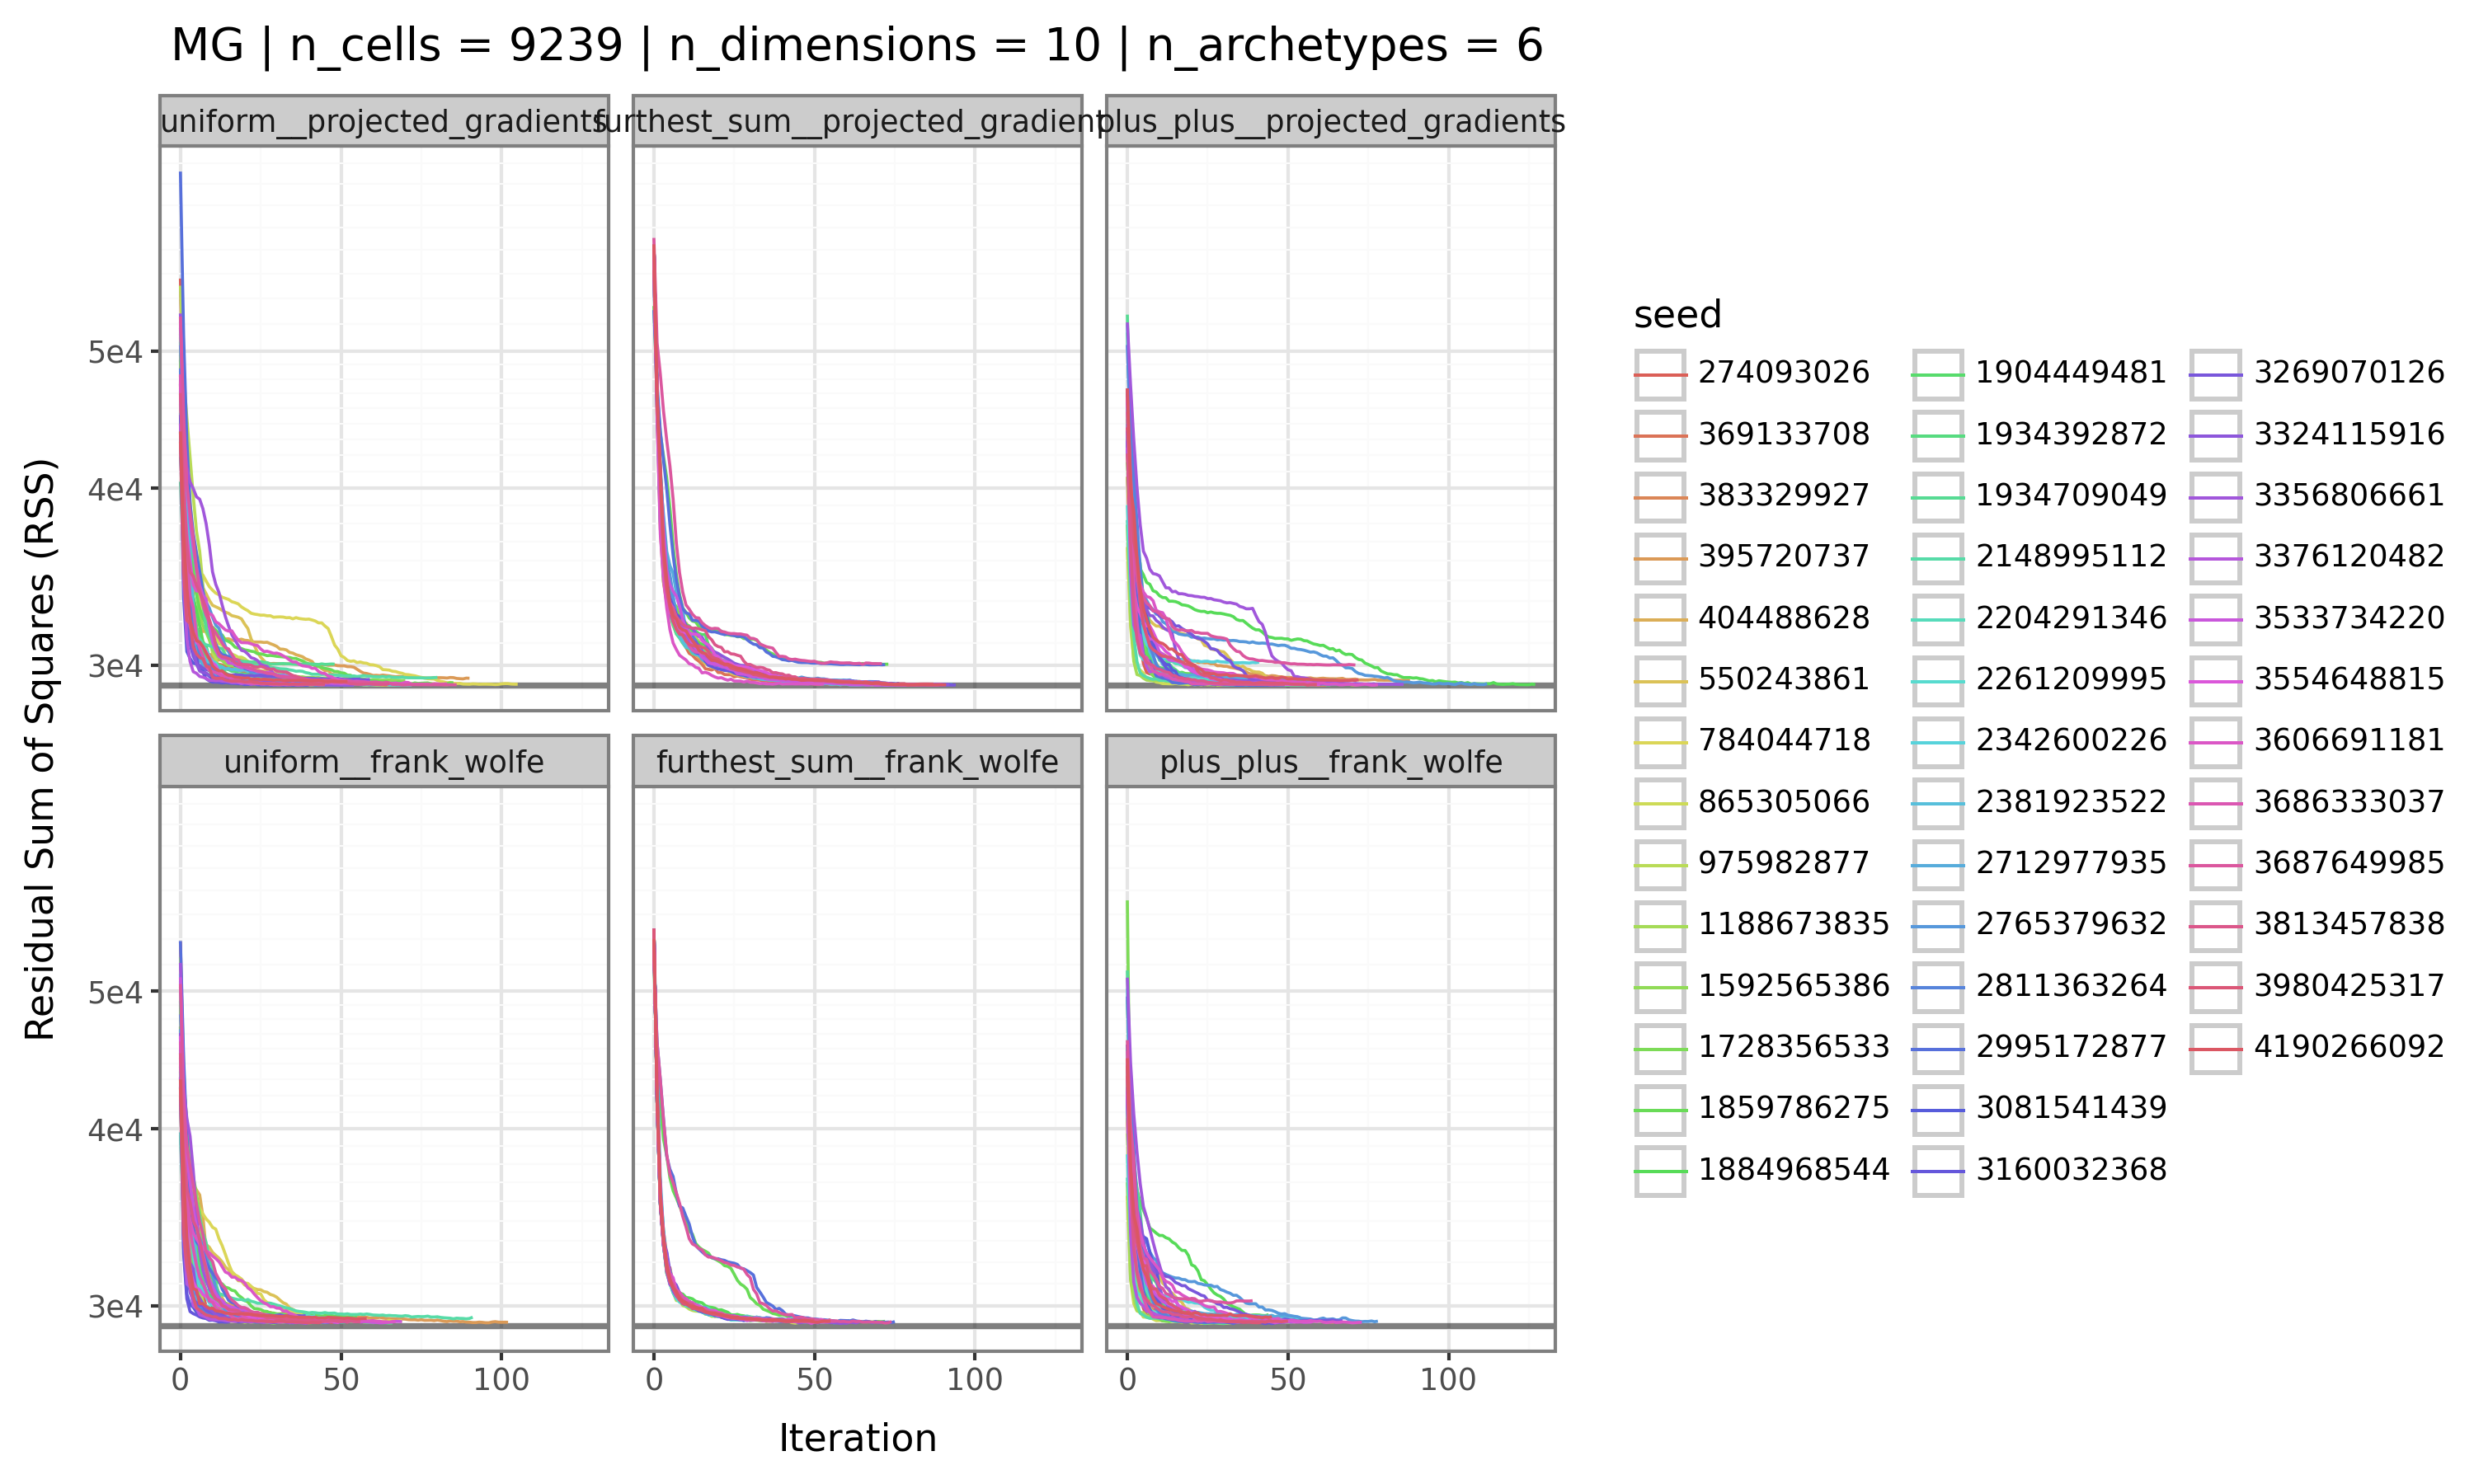 MG | n_cells = 9239 | n_dimensions = 10 | n_archetypes = 6
uniform__projected_gradients
furthest_sum__projected_gradient
plus_plus__projected_gradients
5e4
4e4
3e4
uniform__frank_wolfe
furthest_sum__frank_wolfe
plus_plus__frank_wolfe
5e4
4e4
3e4
0 50 100
0 50 100
0 50 100
Iteration
Residual Sum of Squares (RSS)
seed
274093026
369133708
383329927
395720737
404488628
550243861
784044718
865305066
975982877
1188673835
1592565386
1728356533
1859786275
1884968544
1904449481
1934392872
1934709049
2148995112
2204291346
2261209995
2342600226
2381923522
2712977935
2765379632
2811363264
2995172877
3081541439
3160032368
3269070126
3324115916
3356806661
3376120482
3533734220
3554648815
3606691181
3686333037
3687649985
3813457838
3980425317
4190266092